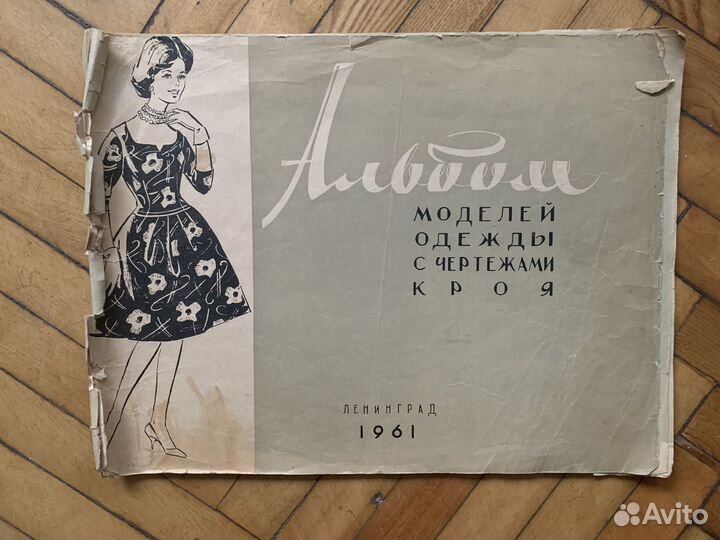 Альбом
МОДЕЛЕЙ
ОДЕЖДЫ
С ЧЕРТЕЖАМИ
КРОЯ
ЛЕНИНГРАД
1961
Avito